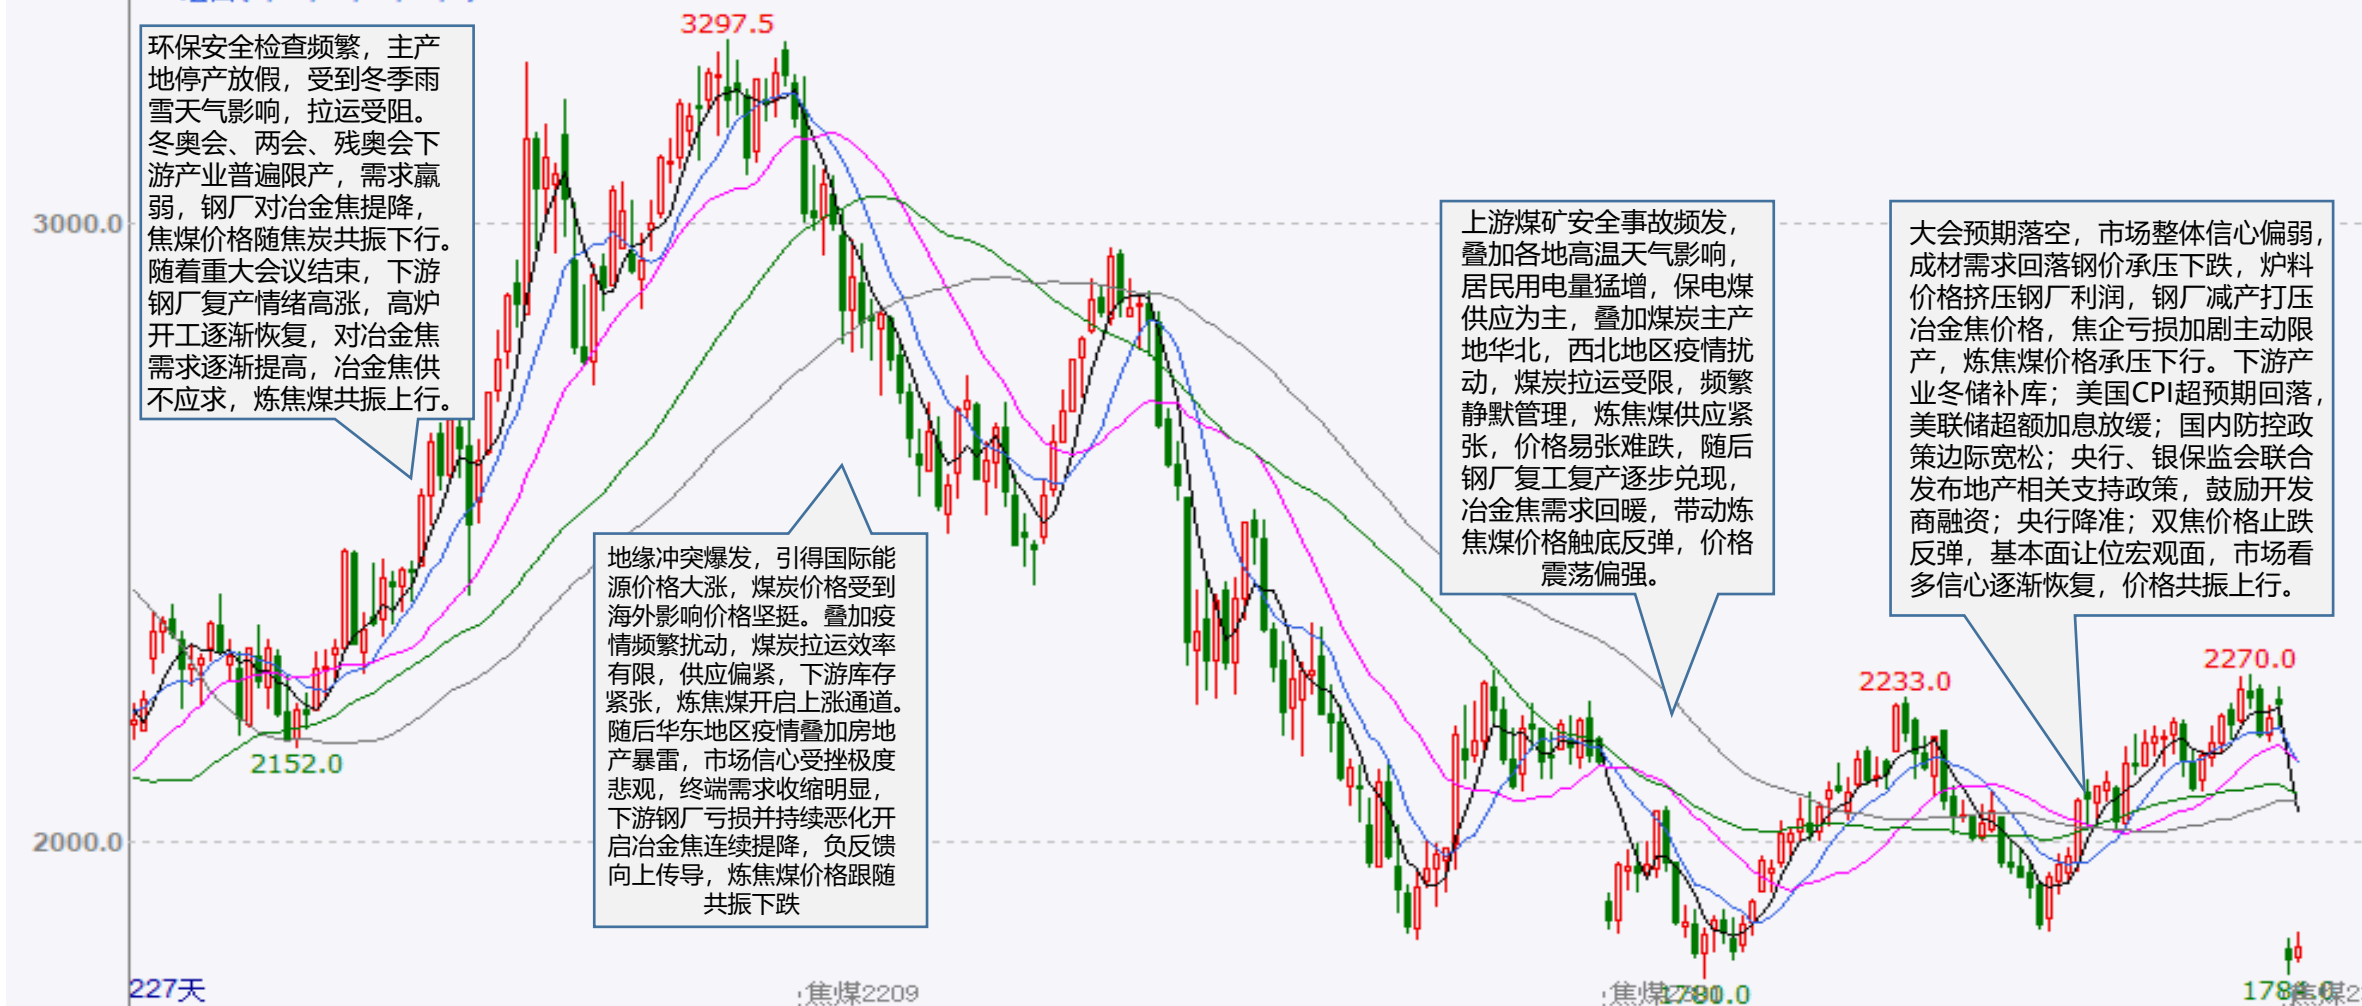 3297.5
环保安全检查频繁，主产
地停产放假，受到冬季雨
雪天气影响，拉运受阻。
冬奥会、两会、残奥会下
游产业普遍限产，需求羸
弱，钢厂对冶金焦提降，
焦煤价格随焦炭共振下行。
随着重大会议结束，下游
钢厂复产情绪高涨，高炉
开工逐渐恢复，对冶金焦
需求逐渐提高，冶金焦供
不应求，炼焦煤共振上行。
3000.0
上游煤矿安全事故频发，
叠加各地高温天气影响，
居民用电量猛增，保电煤
供应为主，叠加煤炭主产
地华北，西北地区疫情扰
动，煤炭拉运受限，频繁
静默管理，炼焦煤供应紧
张，价格易张难跌，随后
钢厂复工复产逐步兑现，
冶金焦需求回暖，带动炼
焦煤价格触底反弹，价格
震荡偏强。
大会预期落空，市场整体信心偏弱，
成材需求回落钢价承压下跌，炉料
价格挤压钢厂利润，钢厂减产打压
冶金焦价格，焦企亏损加剧主动限
产，炼焦煤价格承压下行。下游产
业冬储补库；美国CPI超预期回落，
美联储超额加息放缓；国内防控政
策边际宽松；央行、银保监会联合
发布地产相关支持政策，鼓励开发
商融资；央行降准；双焦价格止跌
反弹，基本面让位宏观面，市场看
多信心逐渐恢复，价格共振上行。
地缘冲突爆发，引得国际能
源价格大涨，煤炭价格受到
海外影响价格坚挺。叠加疫
情频繁扰动，煤炭拉运效率
有限，供应偏紧，下游库存
紧张，炼焦煤开启上涨通道。
随后华东地区疫情叠加房地
产暴雷，市场信心受挫极度
悲观，终端需求收缩明显，
下游钢厂亏损并持续恶化开
启冶金焦连续提降，负反馈
向上传导，炼焦煤价格跟随
共振下跌
2152.0
2233.0
2270.0
2000.0
227天
焦煤2209
焦煤
1780.0
焦煤2